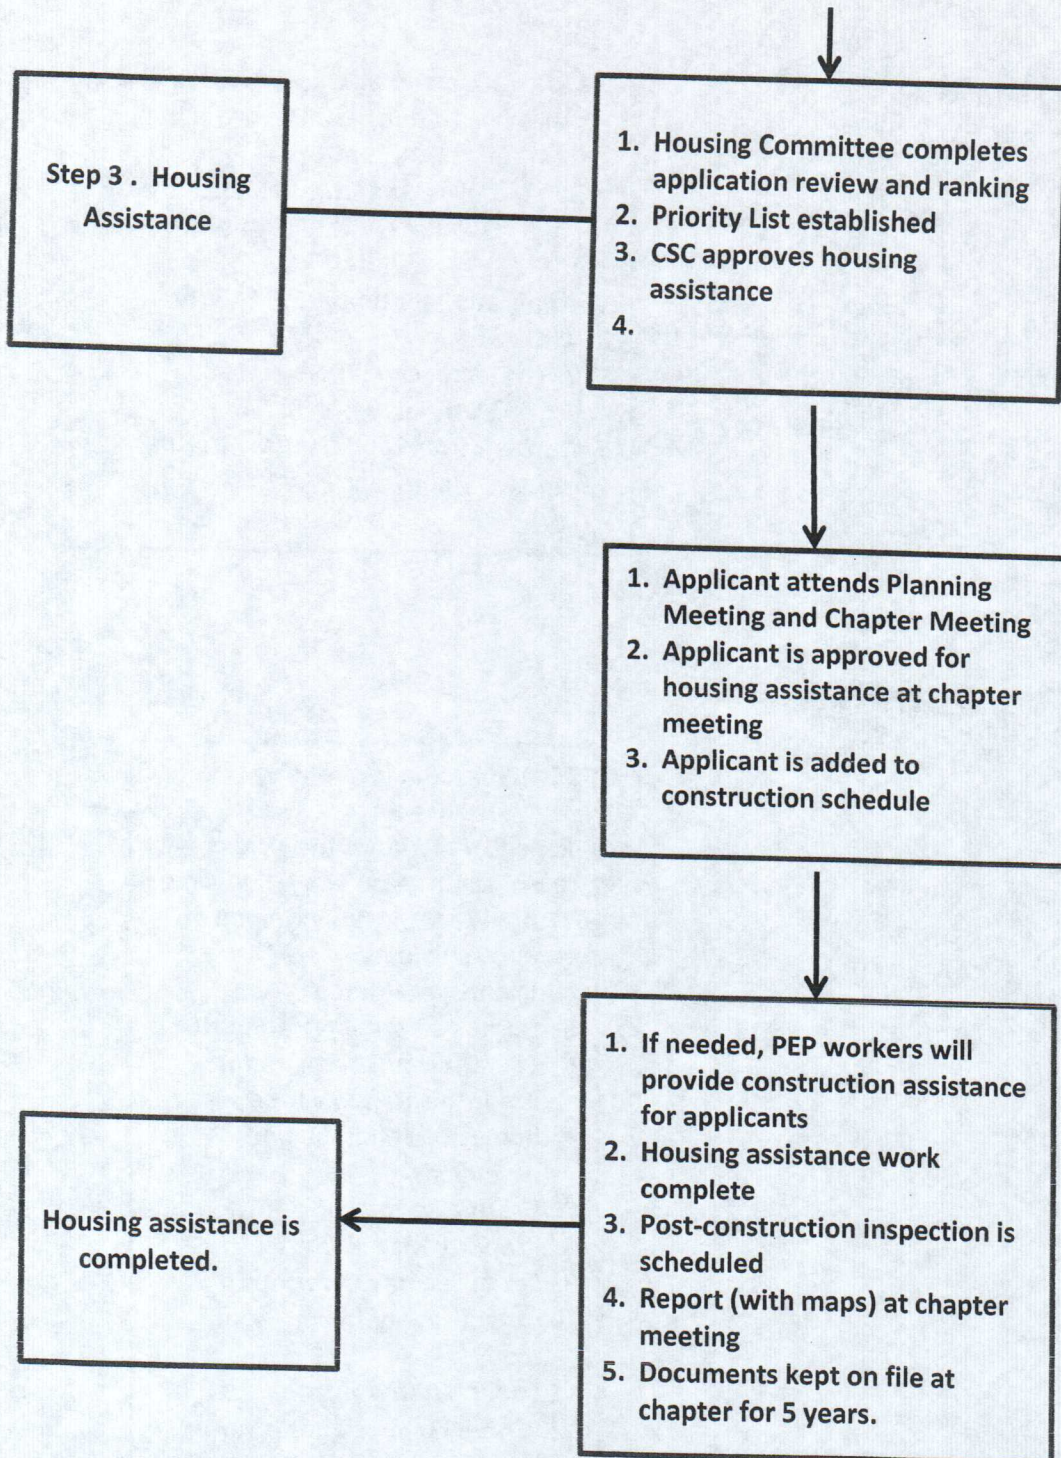 Step 3 . Housing
Assistance
1. Housing Committee completes
application review and ranking
2. Priority List established
3. CSC approves housing
assistance
4.
1. Applicant attends Planning
Meeting and Chapter Meeting
2. Applicant is approved for
housing assistance at chapter
meeting
3. Applicant is added to
construction schedule
1. If needed, PEP workers will
provide construction assistance
for applicants
2. Housing assistance work
complete
3. Post-construction inspection is
scheduled
4. Report (with maps) at chapter
meeting
5. Documents kept on file at
chapter for 5 years.
Housing assistance is
completed.